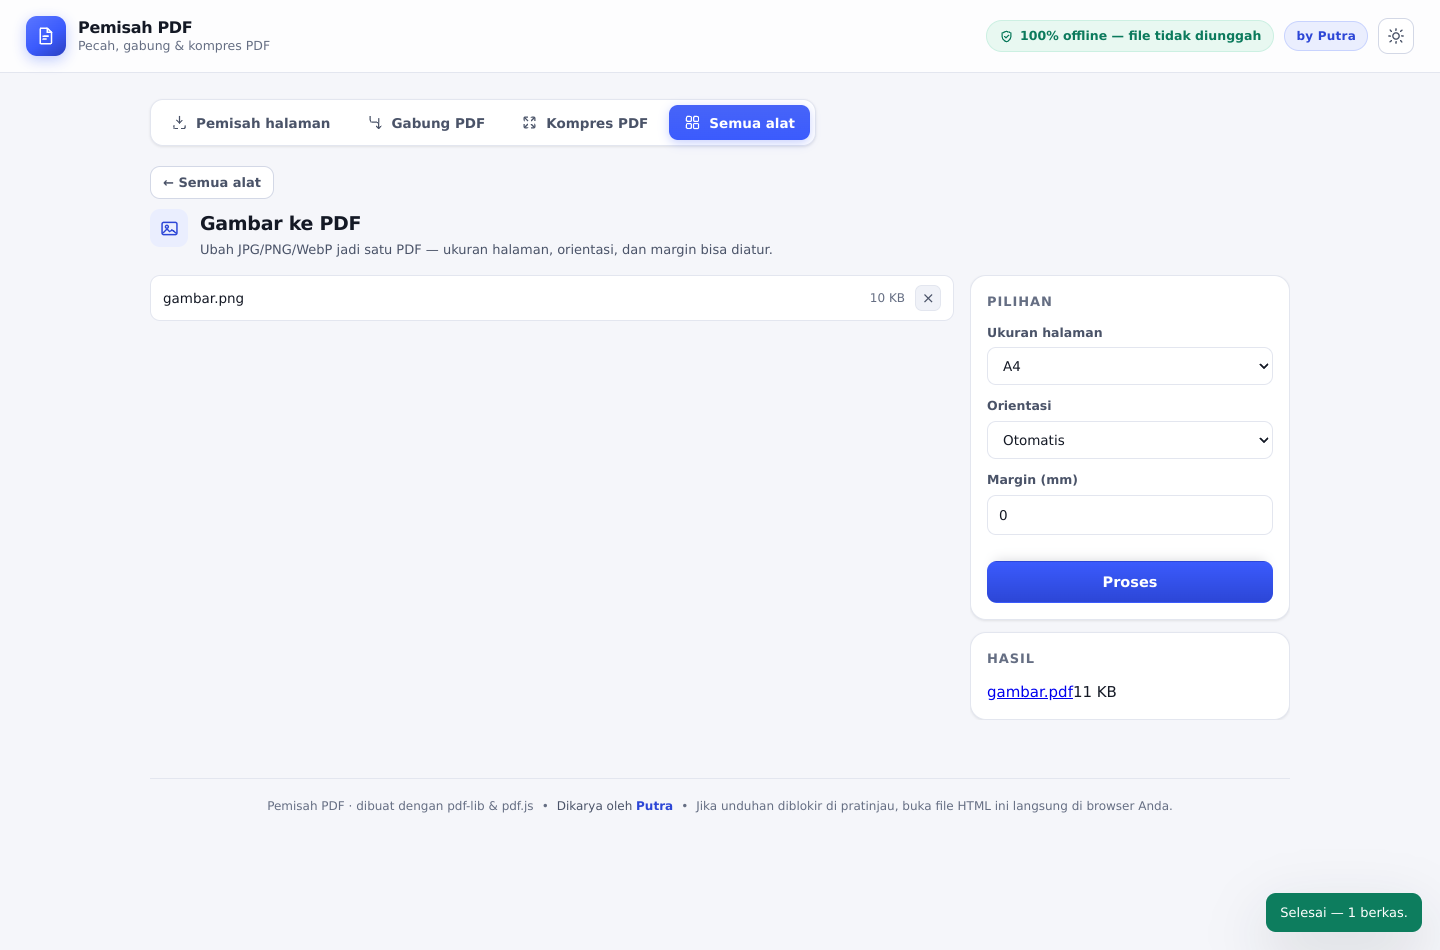 Pemisah PDF
Pecah, gabung & kompres PDF
100% offline — file tidak diunggah
by Putra
Pemisah halaman
Gabung PDF
Kompres PDF
Semua alat
← Semua alat
Gambar ke PDF
Ubah JPG/PNG/WebP jadi satu PDF — ukuran halaman, orientasi, dan margin bisa diatur.
gambar.png
10 KB
×
PILIHAN
Ukuran halaman
A4
Orientasi
Otomatis
Margin (mm)
0
Proses
HASIL
gambar.pdf11 KB
Pemisah PDF · dibuat dengan pdf-lib & pdf.js • Dikarya oleh Putra • Jika unduhan diblokir di pratinjau, buka file HTML ini langsung di browser Anda.
Selesai — 1 berkas.